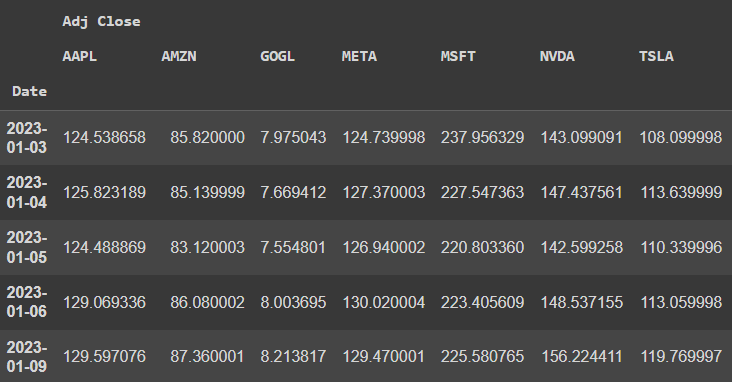 Adj Close
AAPL AMZN GOGL META MSFT NVDA TSLA
Date
2023-01-03 124.538658 85.820000 7.975043 124.739998 237.956329 143.099091 108.099998
2023-01-04 125.823189 85.139999 7.669412 127.370003 227.547363 147.437561 113.639999
2023-01-05 124.488869 83.120003 7.554801 126.940002 220.803360 142.599258 110.339996
2023-01-06 129.069336 86.080002 8.003695 130.020004 223.405609 148.537155 113.059998
2023-01-09 129.597076 87.360001 8.213817 129.470001 225.580765 156.224411 119.769997